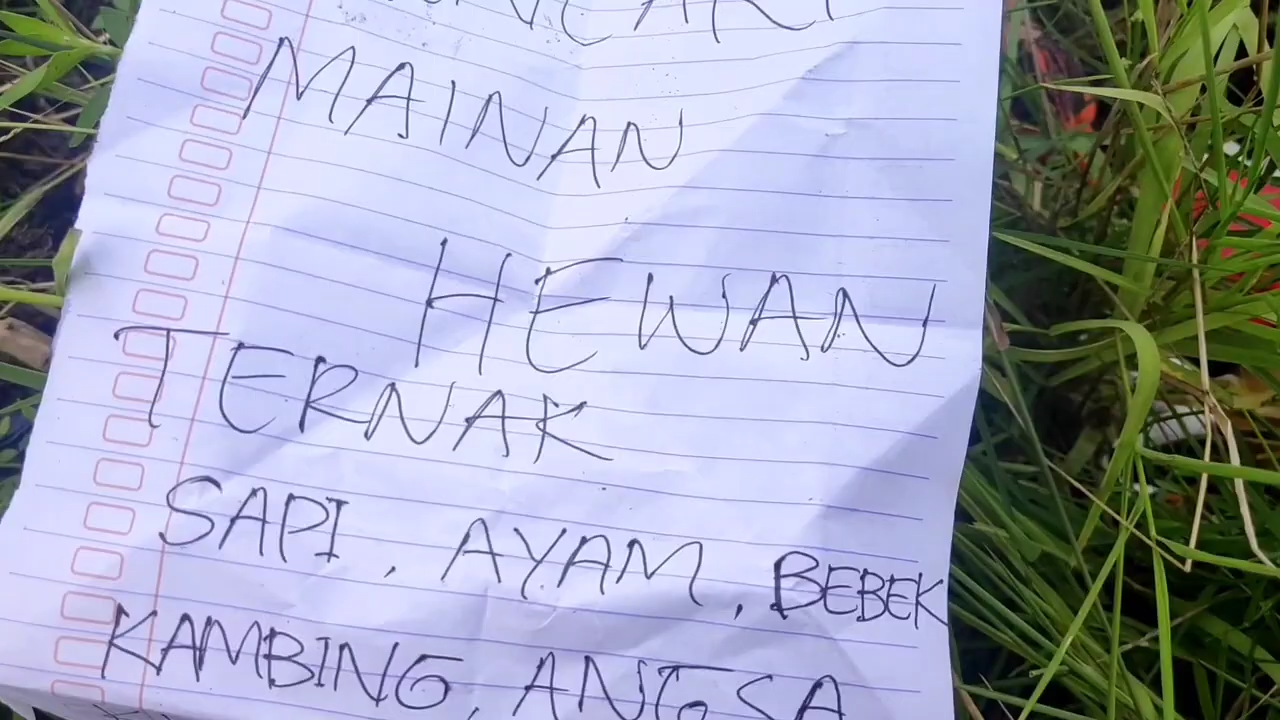 MAINAN
HEWAN
TERNAK
SAPI, AYAM, BEBEK
KAMBING, ANGSA